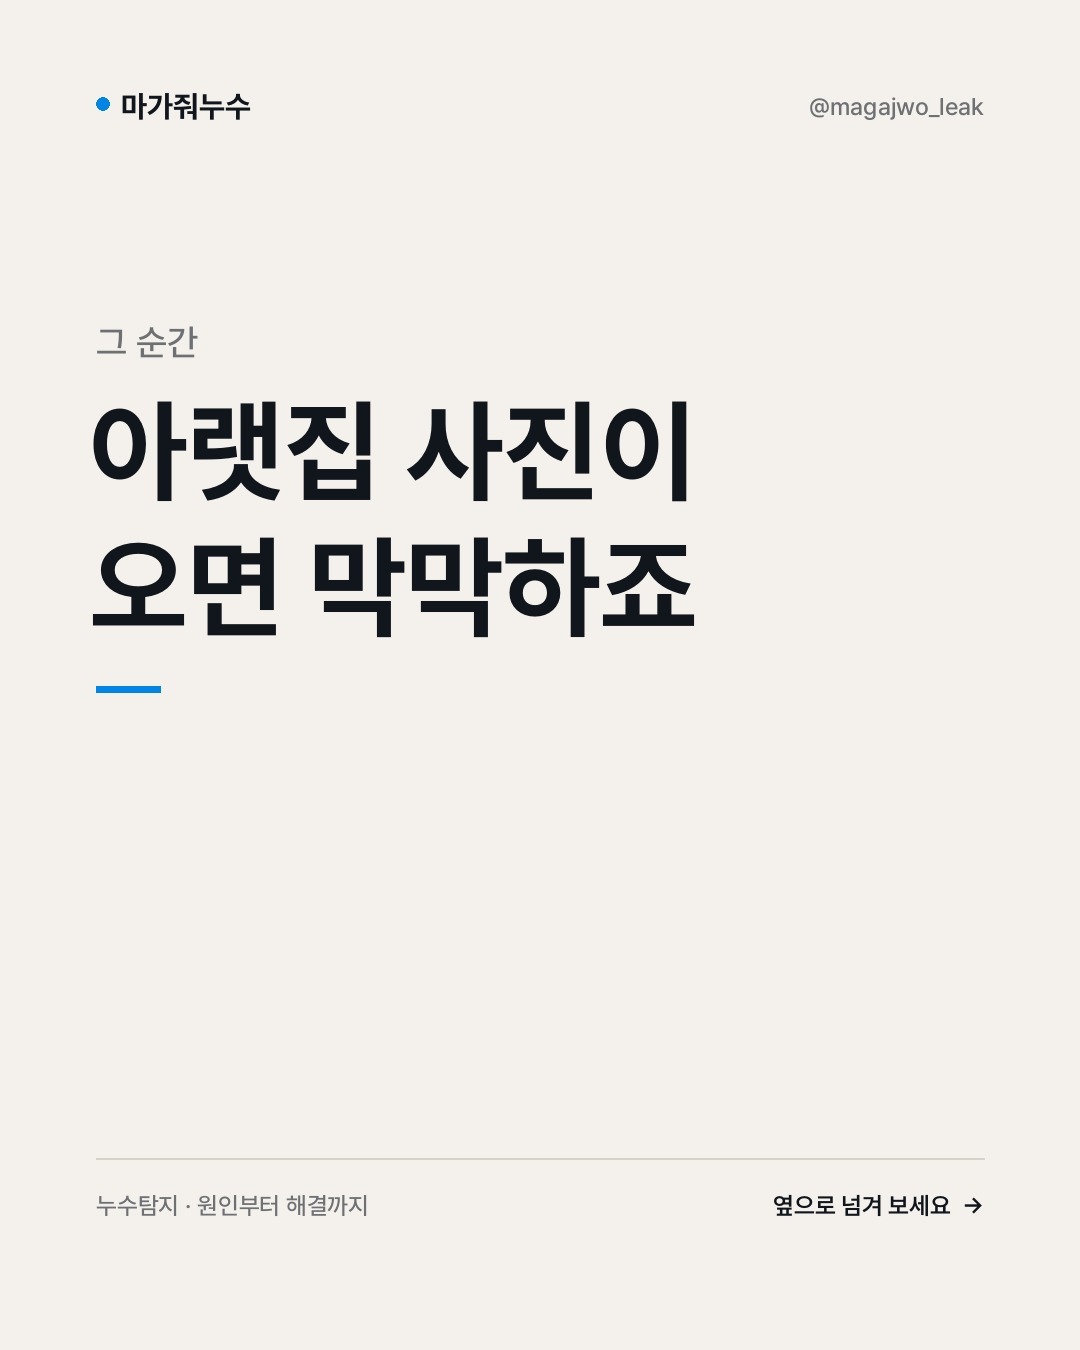 마가줘누수
@magajwo_leak
그 순간
아랫집 사진이
오면 막막하죠
누수탐지 · 원인부터 해결까지
옆으로 넘겨 보세요 →